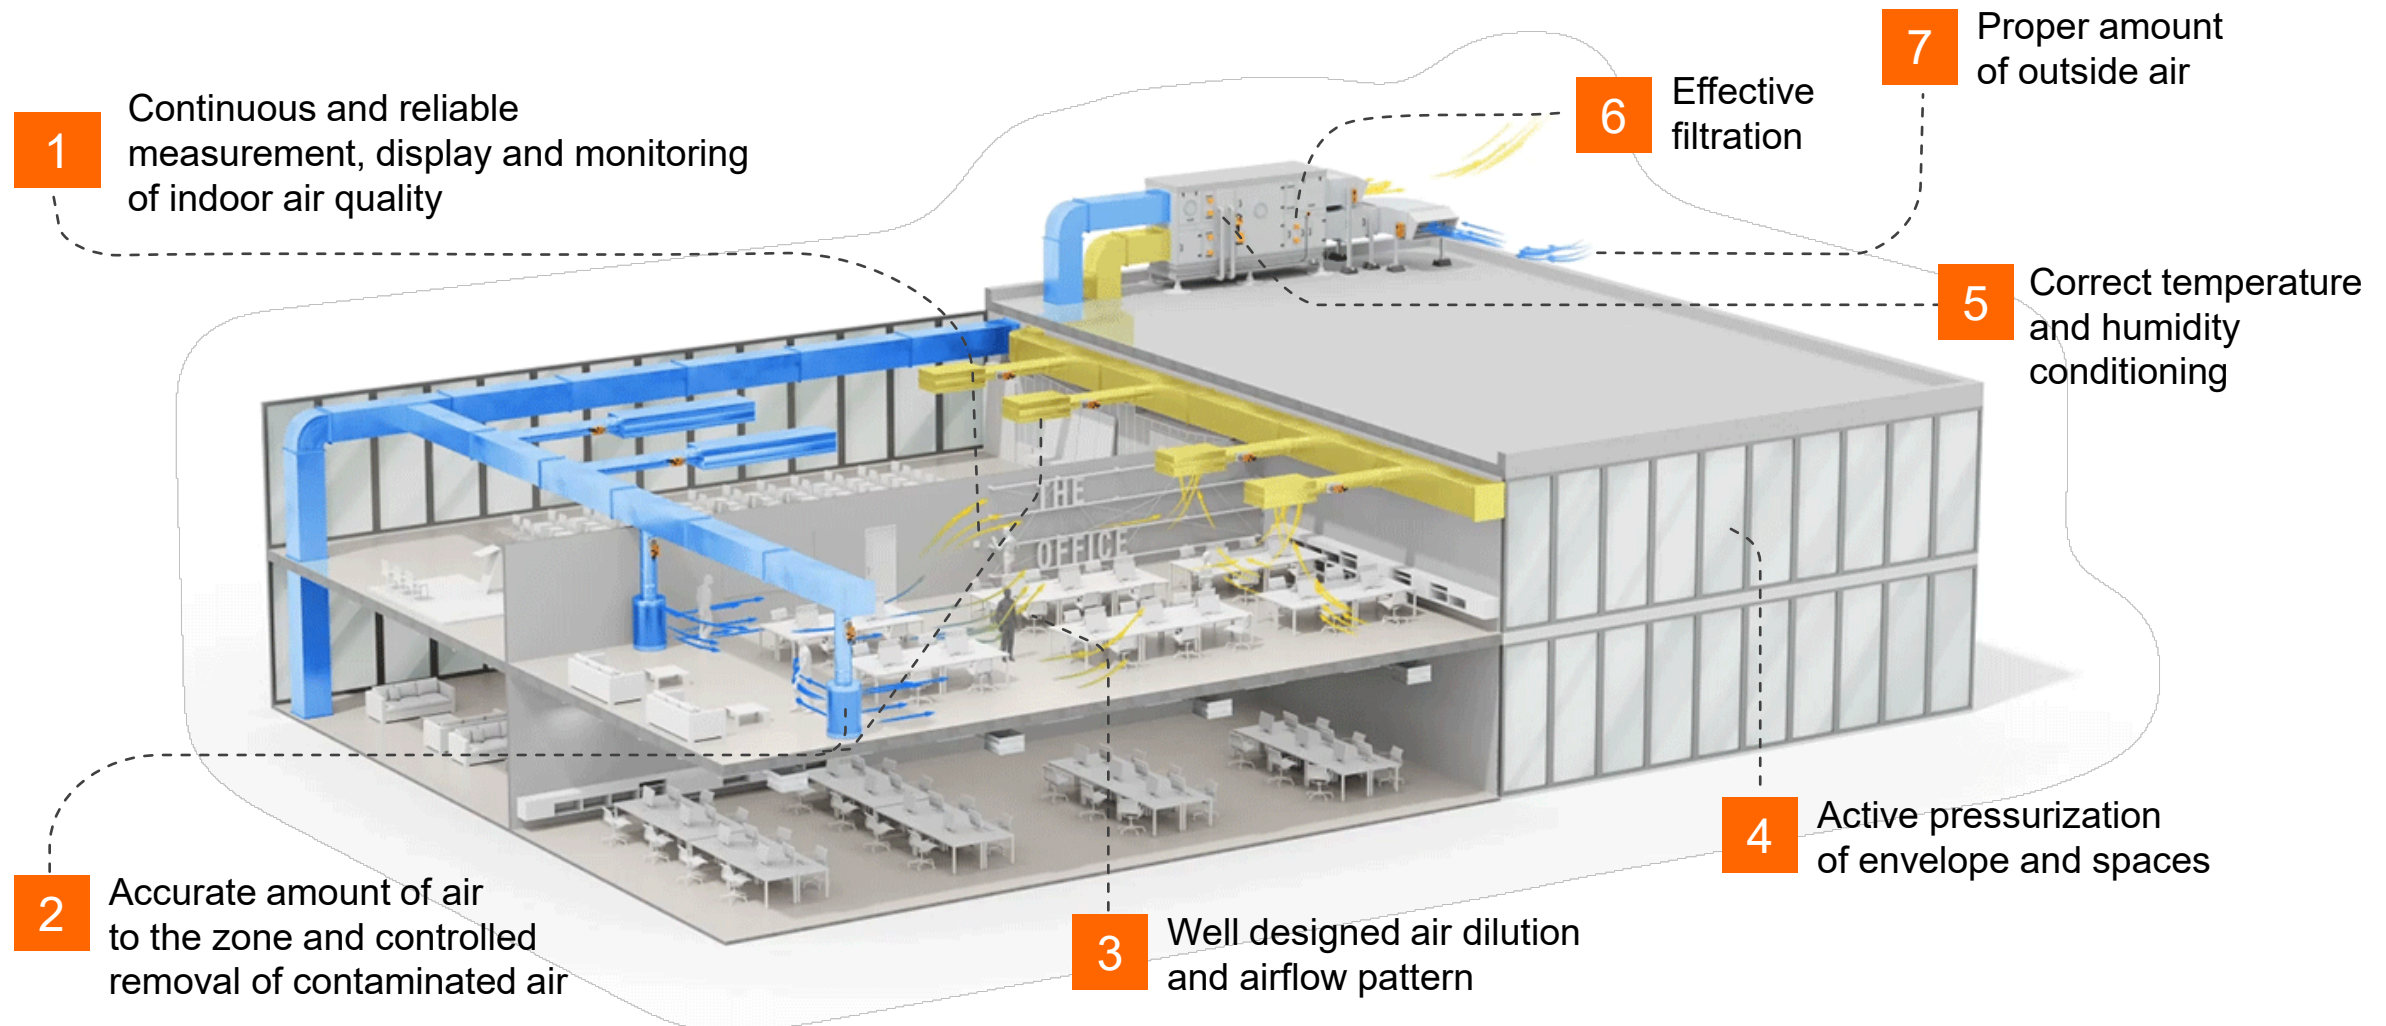 1
Continuous and reliable
measurement, display and monitoring
of indoor air quality
6
Effective
filtration
7
Proper amount
of outside air
5
Correct temperature
and humidity
conditioning
THE
OFFICE
2
Accurate amount of air
to the zone and controlled
removal of contaminated air
3
Well designed air dilution
and airflow pattern
4
Active pressurization
of envelope and spaces